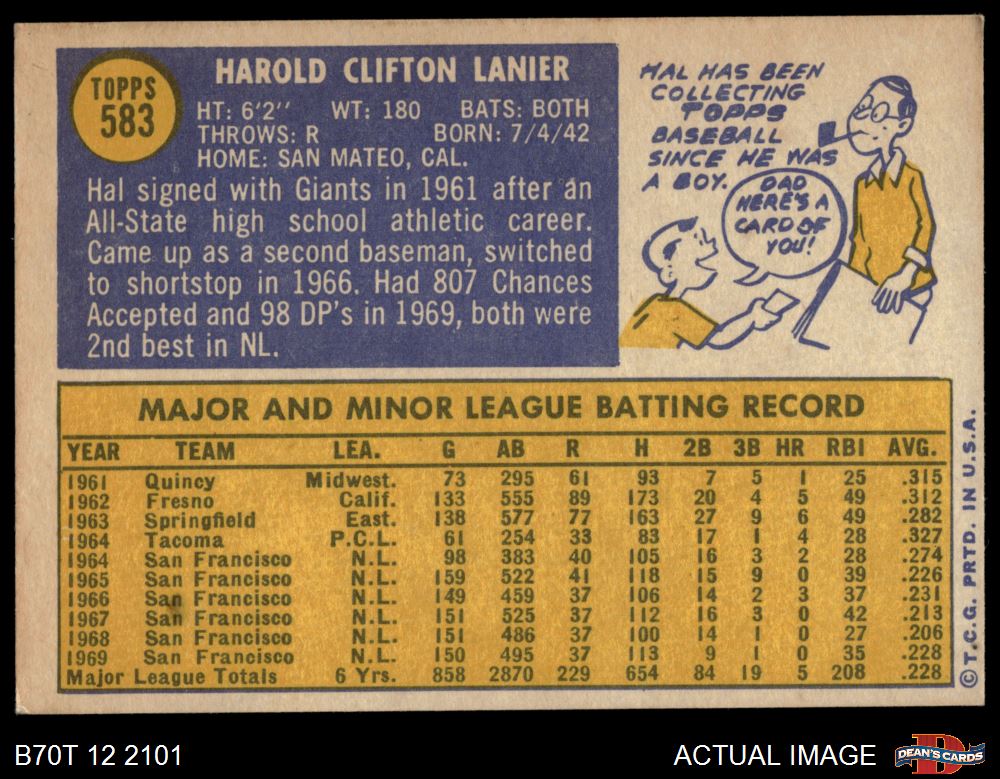 TOPPS
583
HAROLD CLIFTON LANIER
HT: 6'2" WT: 180 BATS: BOTH
THROWS: R BORN: 7/4/42
HOME: SAN MATEO, CAL.
Hal signed with Giants in 1961 after an
All-State high school athletic career.
Came up as a second baseman, switched
to shortstop in 1966. Had 807 Chances
Accepted and 98 DP's in 1969, both were
2nd best in NL.
HAL HAS BEEN
COLLECTING
TOPPS
BASEBALL
SINCE HE WAS
A BOY.
DAD
HERE'S A
CARD OF
YOU!
MAJOR AND MINOR LEAGUE BATTING RECORD
YEAR TEAM LEA. G AB R H 2B 3B HR RBI AVG.
1961 Quincy Midwest. 73 295 61 93 7 5 1 25 .315
1962 Fresno Calif. 133 555 89 173 20 4 5 49 .312
1963 Springfield East. 138 577 77 163 27 9 6 49 .282
1964 Tacoma P.C.L. 61 254 33 83 17 1 4 28 .327
1964 San Francisco N.L. 98 383 40 105 16 3 2 28 .274
1965 San Francisco N.L. 159 522 41 118 15 9 0 39 .226
1966 San Francisco N.L. 149 459 37 106 14 2 3 37 .231
1967 San Francisco N.L. 151 525 37 112 16 3 0 42 .213
1968 San Francisco N.L. 151 486 37 100 14 1 0 27 .206
1969 San Francisco N.L. 150 495 37 113 9 1 0 35 .228
Major League Totals 6 Yrs. 858 2870 229 654 84 19 5 208 .228
©T.C.G. PRTD. IN U.S.A.
B70T 12 2101
ACTUAL IMAGE
DEAN'S CARDS